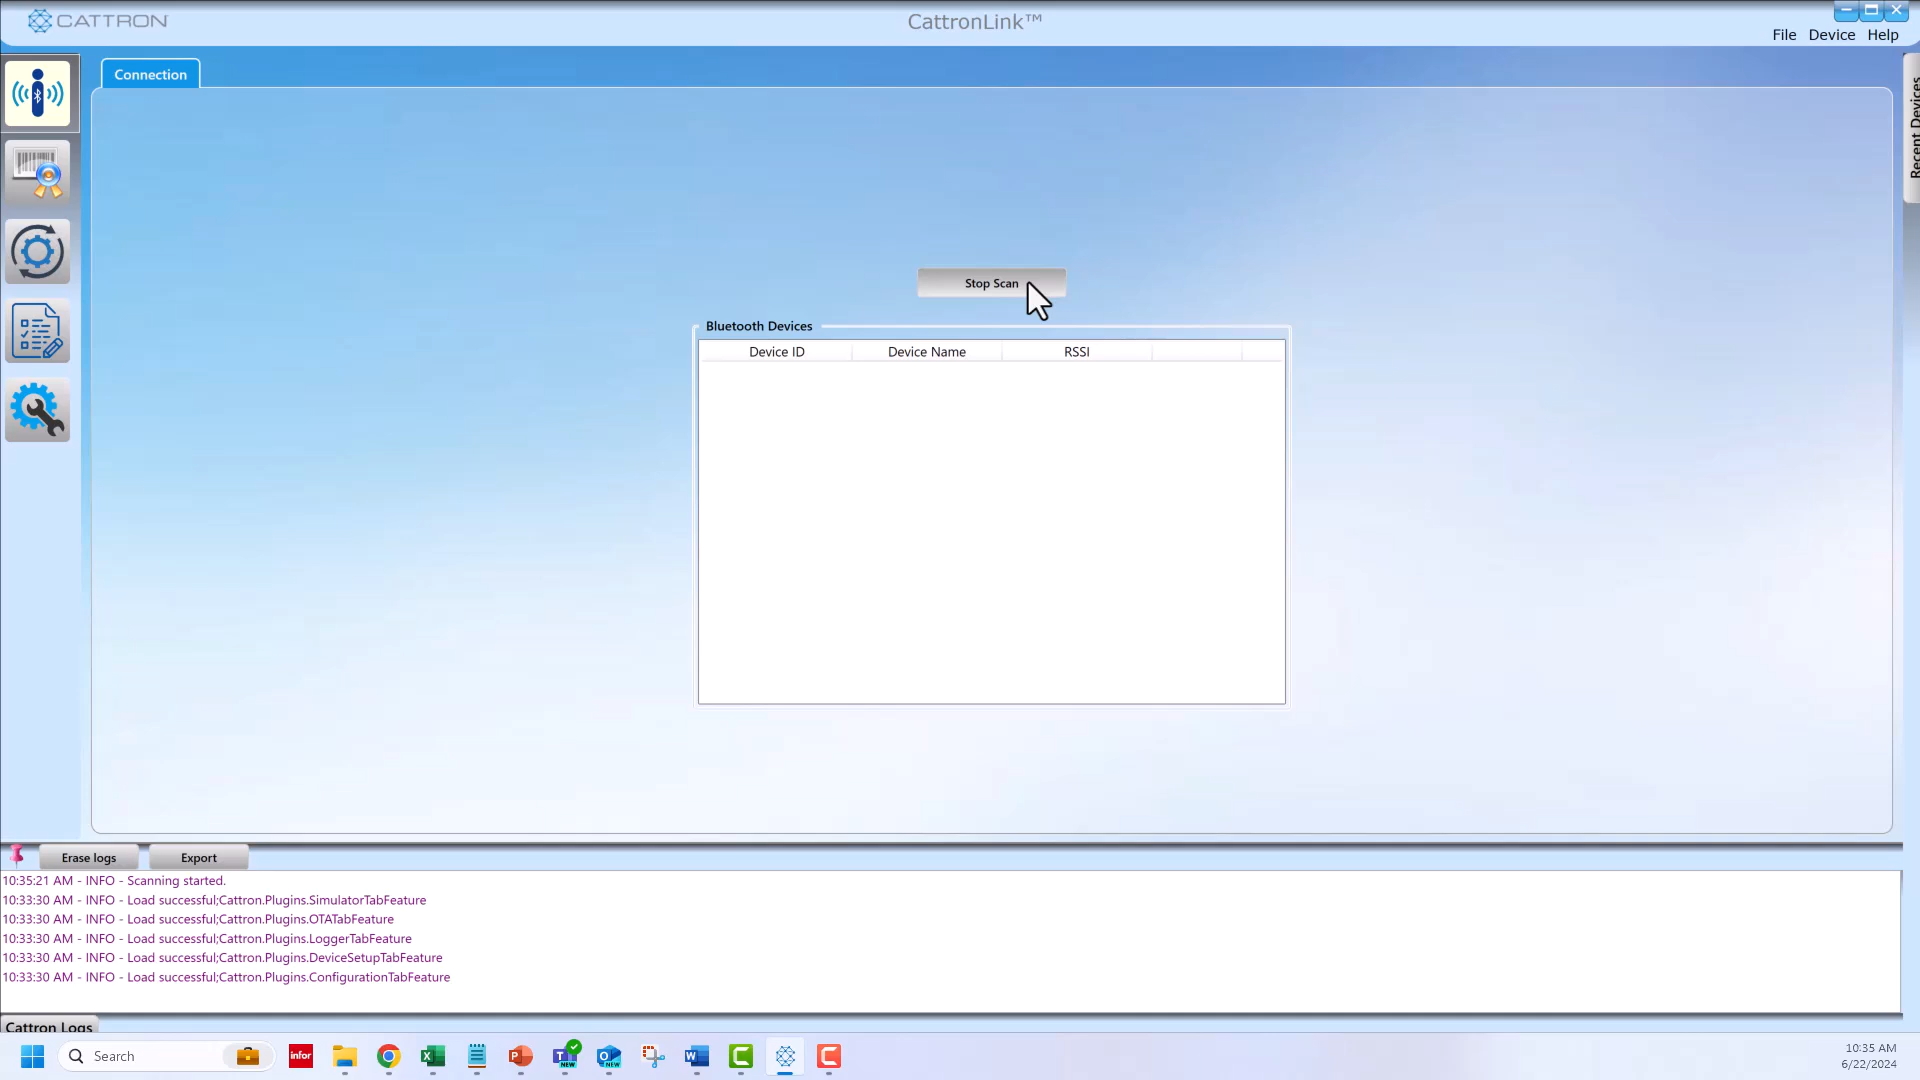 CATTRON
CattronLink™
File Device Help
Connection
Recent Devices
Stop Scan
Bluetooth Devices
Device ID Device Name RSSI
Erase logs Export
10:35:21 AM - INFO - Scanning started.
10:33:30 AM - INFO - Load successful;Cattron.Plugins.SimulatorTabFeature
10:33:30 AM - INFO - Load successful;Cattron.Plugins.OTATabFeature
10:33:30 AM - INFO - Load successful;Cattron.Plugins.LoggerTabFeature
10:33:30 AM - INFO - Load successful;Cattron.Plugins.DeviceSetupTabFeature
10:33:30 AM - INFO - Load successful;Cattron.Plugins.ConfigurationTabFeature
Cattron Logs
Search
infor
NEW
NEW
10:35 AM
6/22/2024